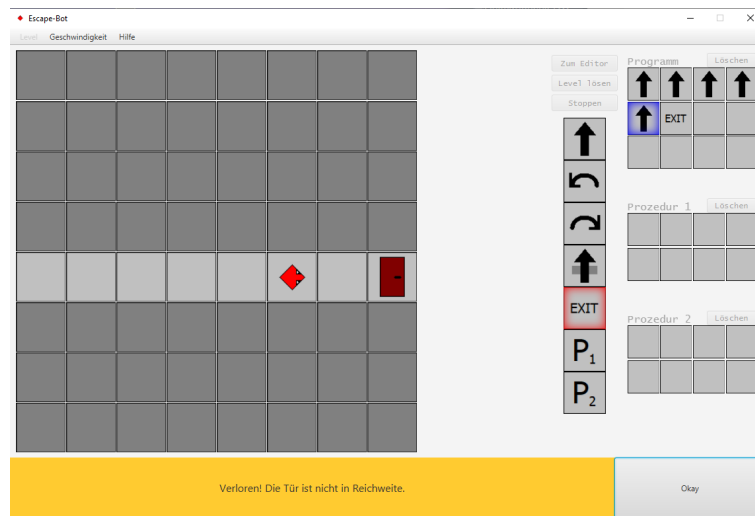 Escape-Bot
Level Geschwindigkeit Hilfe
Zum Editor
Level lösen
Stoppen
EXIT
P1
P2
Programm Löschen
EXIT
Prozedur 1 Löschen
Prozedur 2 Löschen
Verloren! Die Tür ist nicht in Reichweite.
Okay